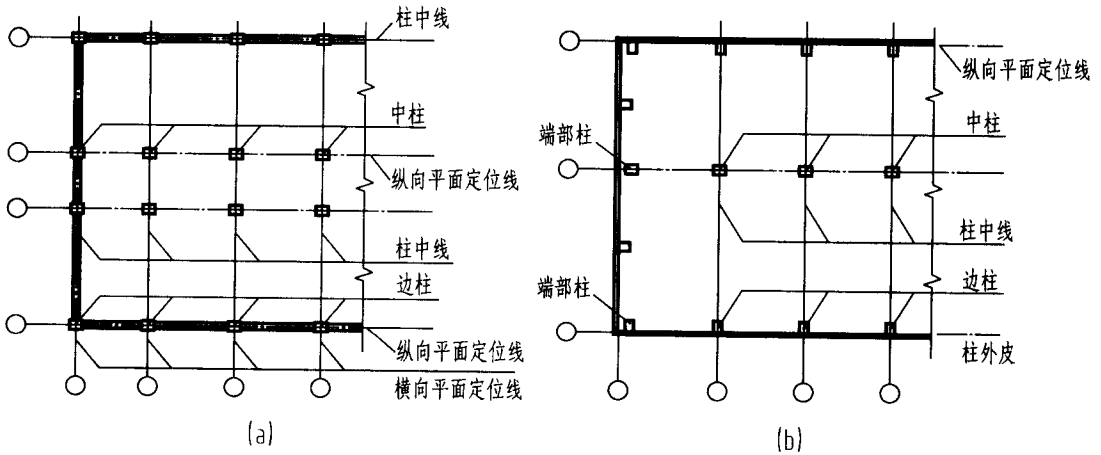 柱中线
中柱
纵向平面定位线
柱中线
边柱
纵向平面定位线
横向平面定位线
(a)
纵向平面定位线
中柱
端部柱
柱中线
边柱
端部柱
柱外皮
(b)